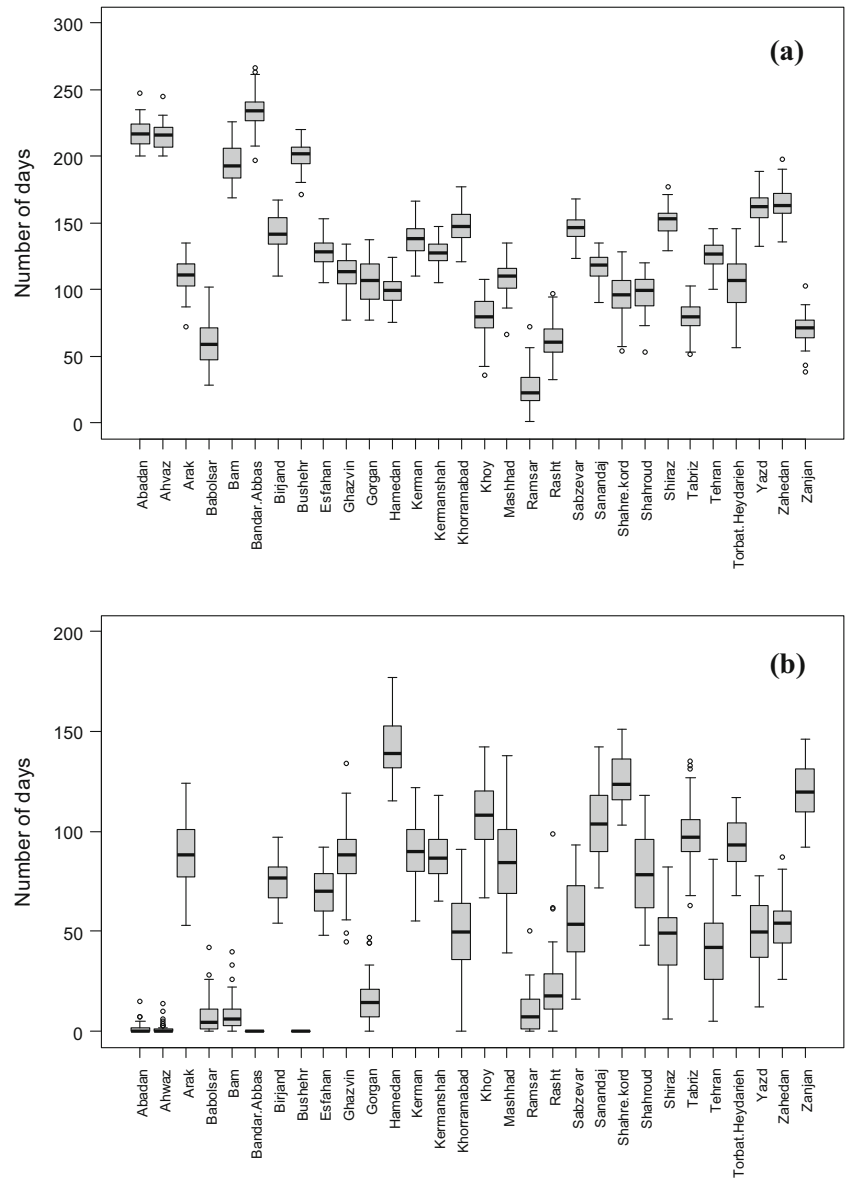 (a)
Number of days
300
250
200
150
100
50
0
Abadan
Ahvaz
Arak
Babolsar
Bam
Bandar.Abbas
Birjand
Bushehr
Esfahan
Ghazvin
Gorgan
Hamedan
Kerman
Kermanshah
Khorramabad
Khoy
Mashhad
Ramsar
Rasht
Sabzevar
Sanandaj
Shahre.kord
Shahroud
Shiraz
Tabriz
Tehran
Torbat.Heydarieh
Yazd
Zahedan
Zanjan
(b)
Number of days
200
150
100
50
0
Abadan
Ahwaz
Arak
Babolsar
Bam
Bandar.Abbas
Birjand
Bushehr
Esfahan
Ghazvin
Gorgan
Hamedan
Kerman
Kermanshah
Khorramabad
Khoy
Mashhad
Ramsar
Rasht
Sabzevar
Sanandaj
Shahre.kord
Shahroud
Shiraz
Tabriz
Tehran
Torbat.Heydarieh
Yazd
Zahedan
Zanjan